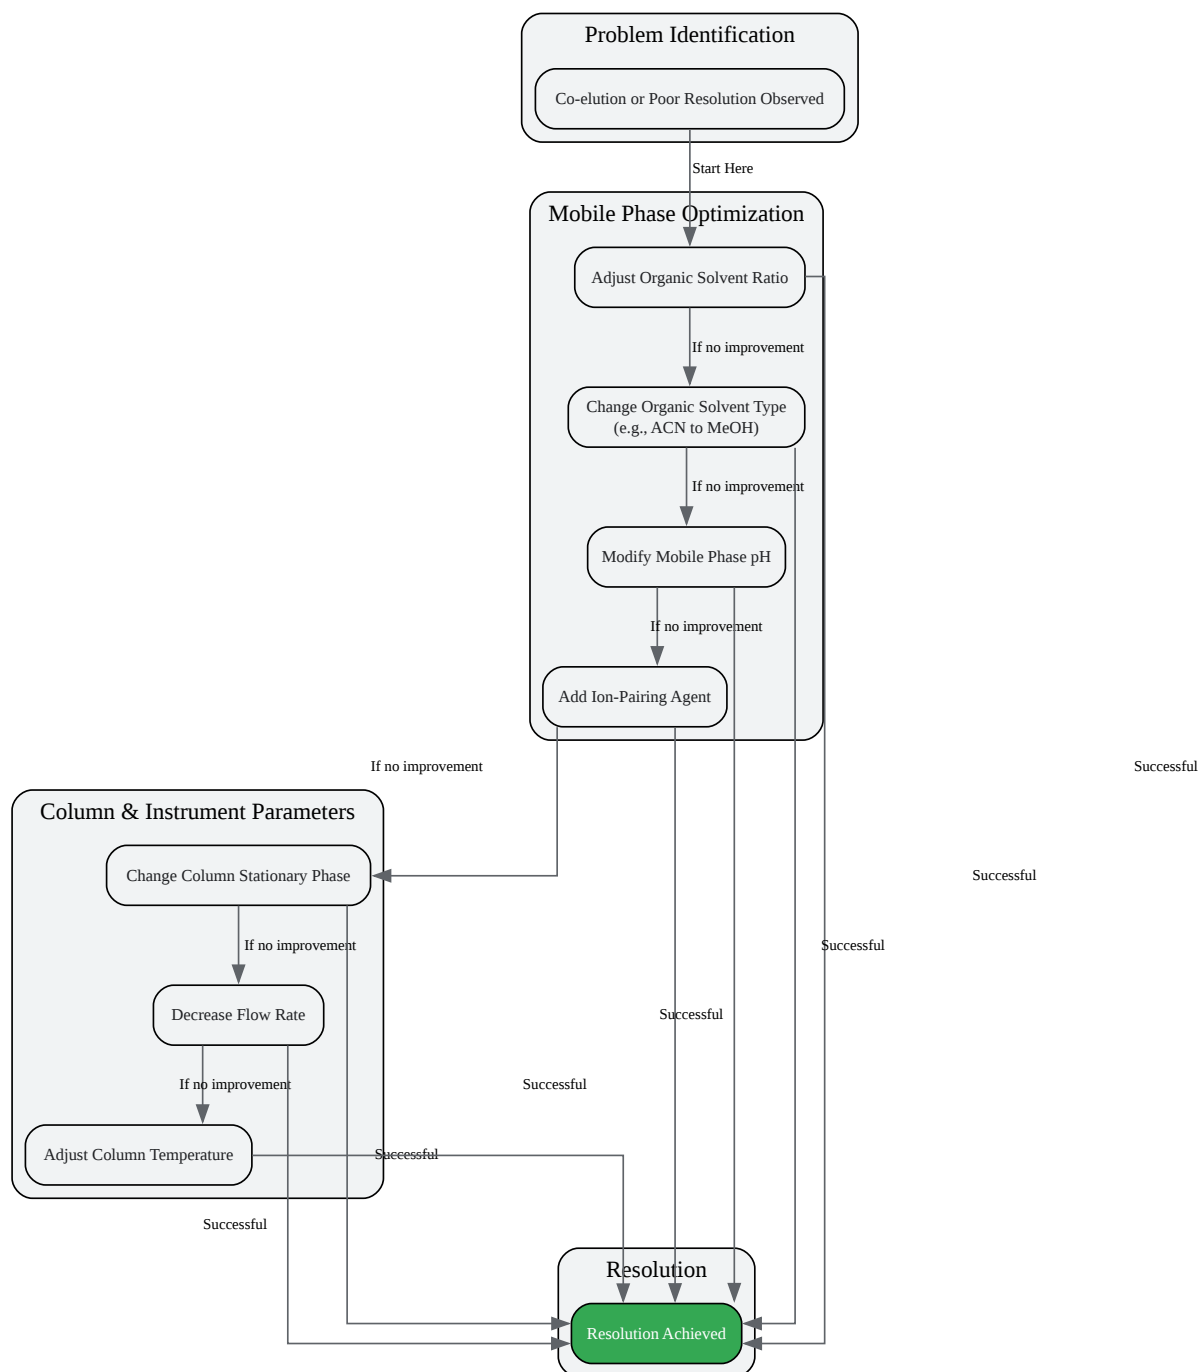 Problem Identification
Co-elution or Poor Resolution Observed
Start Here
Mobile Phase Optimization
Adjust Organic Solvent Ratio
If no improvement
Change Organic Solvent Type
(e.g., ACN to MeOH)
If no improvement
Modify Mobile Phase pH
If no improvement
Add Ion-Pairing Agent
If no improvement
Successful
Column & Instrument Parameters
Change Column Stationary Phase
Successful
If no improvement
Successful
Decrease Flow Rate
Successful
If no improvement
Successful
Adjust Column Temperature
Successful
Successful
Resolution
Resolution Achieved